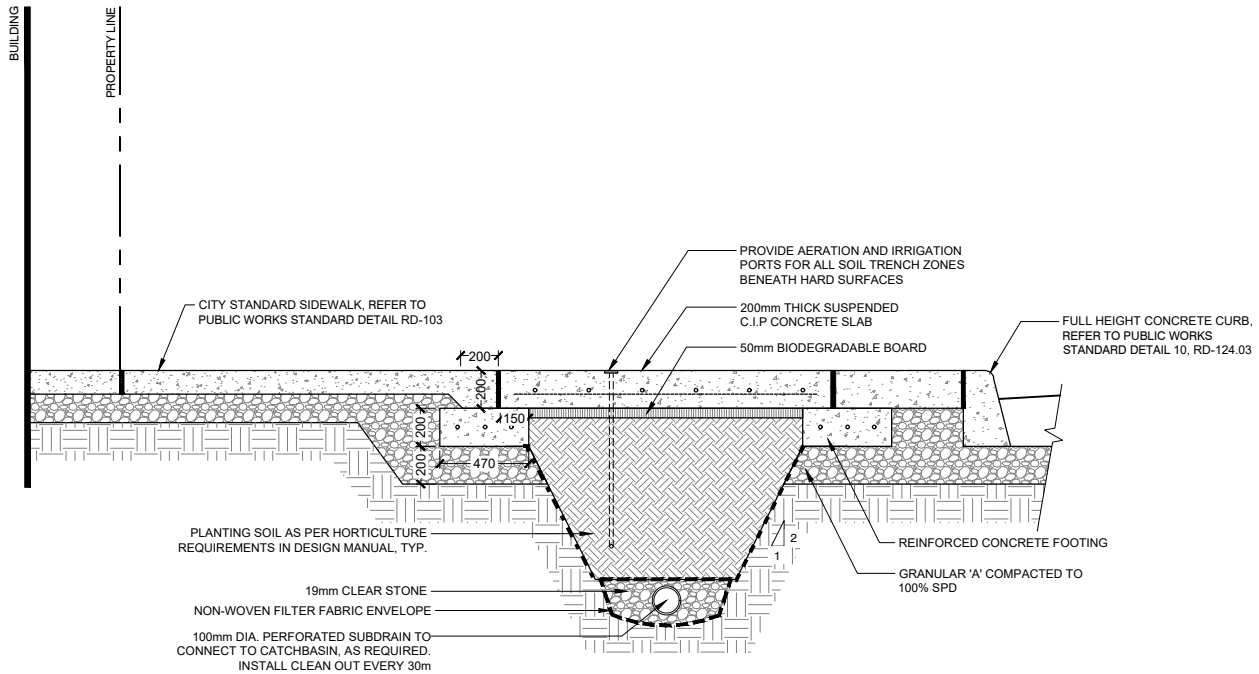 BUILDING
PROPERTY LINE
PROVIDE AERATION AND IRRIGATION
PORTS FOR ALL SOIL TRENCH ZONES
BENEATH HARD SURFACES
CITY STANDARD SIDEWALK, REFER TO
PUBLIC WORKS STANDARD DETAIL RD-103
200mm THICK SUSPENDED
C.I.P CONCRETE SLAB
FULL HEIGHT CONCRETE CURB,
REFER TO PUBLIC WORKS
STANDARD DETAIL 10, RD-124.03
50mm BIODEGRADABLE BOARD
200
200
150
200
470
200
PLANTING SOIL AS PER HORTICULTURE
REQUIREMENTS IN DESIGN MANUAL, TYP.
2
1
REINFORCED CONCRETE FOOTING
GRANULAR 'A' COMPACTED TO
100% SPD
19mm CLEAR STONE
NON-WOVEN FILTER FABRIC ENVELOPE
100mm DIA. PERFORATED SUBDRAIN TO
CONNECT TO CATCHBASIN, AS REQUIRED.
INSTALL CLEAN OUT EVERY 30m